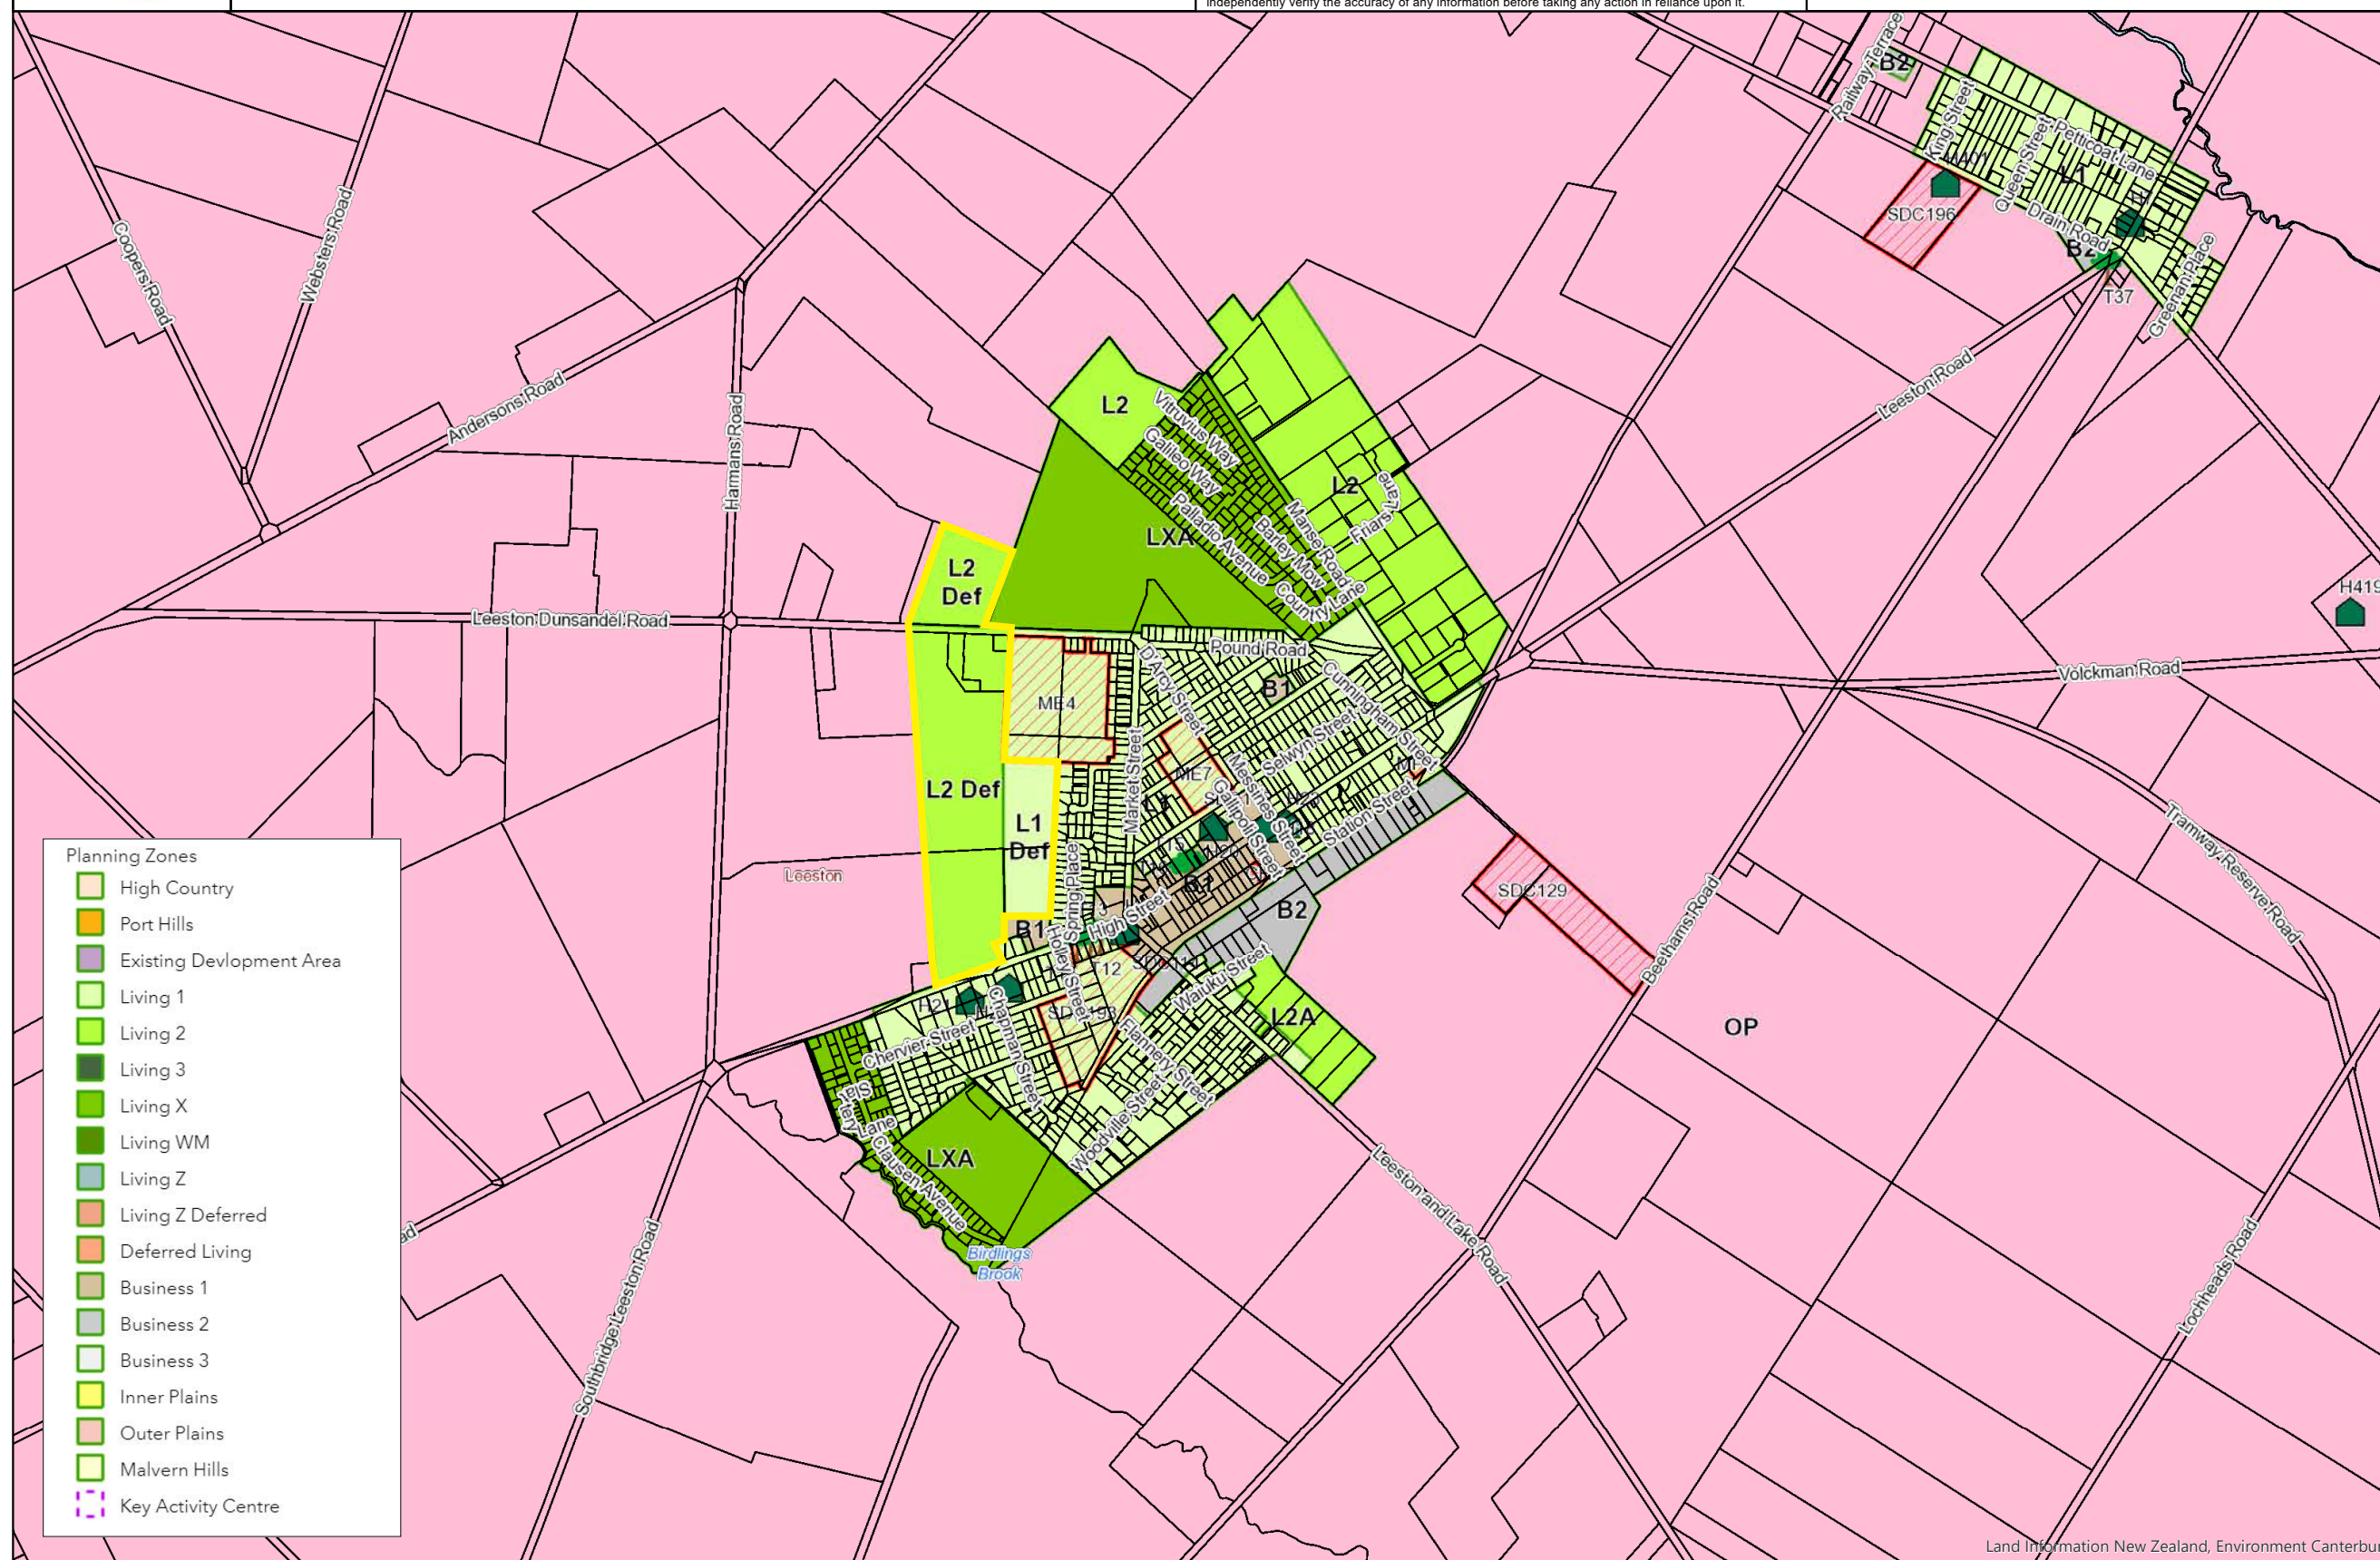 independently verify the accuracy of any information before taking any action in reliance upon it.
Railway Terrace
B2
King Street
H401
Queen Street
Petticoat Lane
L1
H7
SDC196
Drain Road
B2
T37
Greenan Place
Coopers Road
Websters Road
Andersons Road
Harmans Road
Leeston Road
L2
Vitruvius Way
Galileo Way
Palladio Avenue
Barley Mow
Manse Road
Country Lane
L2
Friars Lane
LXA
L2
Def
H419
Leeston Dunsandel Road
Pound Road
Volckman Road
ME4
D'Arcy Street
B1
Cunningham Street
Selwyn Street
Market Street
ME7
Messines Street
Gallipoli Street
Station Street
L2 Def
L1
Def
Leeston
Spring Place
B1
High Street
B2
SDC129
Beethams Road
Tramway Reserve Road
B1
Holley Street
T12
Waiuku Street
H21
Chapman Street
Chervier Street
Flannery Street
L2A
OP
Woodville Street
LXA
Clausen Avenue
Birdlings
Brook
Leeston and Lake Road
Lochheads Road
Southbridge Leeston Road
Planning Zones
High Country
Port Hills
Existing Devlopment Area
Living 1
Living 2
Living 3
Living X
Living WM
Living Z
Living Z Deferred
Deferred Living
Business 1
Business 2
Business 3
Inner Plains
Outer Plains
Malvern Hills
Key Activity Centre
Land Information New Zealand, Environment Canterbur